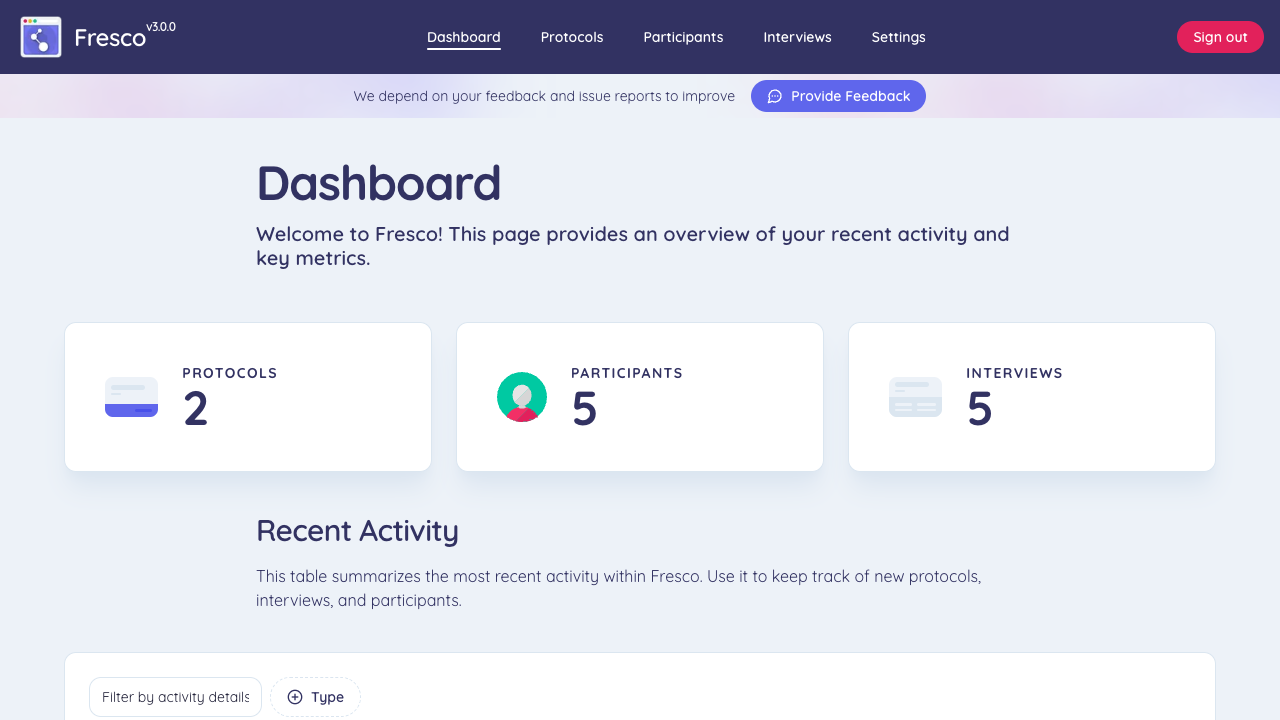 Fresco v3.0.0
Dashboard
Protocols
Participants
Interviews
Settings
Sign out
We depend on your feedback and issue reports to improve
Provide Feedback
Dashboard
Welcome to Fresco! This page provides an overview of your recent activity and
key metrics.
PROTOCOLS
2
PARTICIPANTS
5
INTERVIEWS
5
Recent Activity
This table summarizes the most recent activity within Fresco. Use it to keep track of new protocols,
interviews, and participants.
Filter by activity details
Type